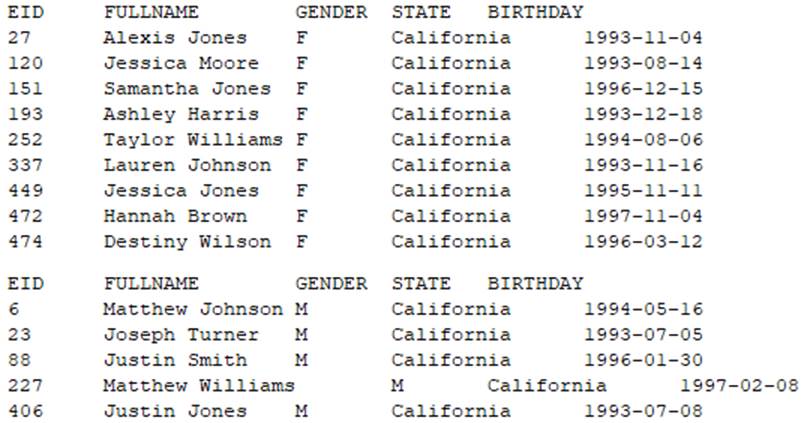 EID FULLNAME GENDER STATE BIRTHDAY
27 Alexis Jones F California 1993-11-04
120 Jessica Moore F California 1993-08-14
151 Samantha Jones F California 1996-12-15
193 Ashley Harris F California 1993-12-18
252 Taylor Williams F California 1994-08-06
337 Lauren Johnson F California 1993-11-16
449 Jessica Jones F California 1995-11-11
472 Hannah Brown F California 1997-11-04
474 Destiny Wilson F California 1996-03-12
EID FULLNAME GENDER STATE BIRTHDAY
6 Matthew Johnson M California 1994-05-16
23 Joseph Turner M California 1993-07-05
88 Justin Smith M California 1996-01-30
227 Matthew Williams M California 1997-02-08
406 Justin Jones M California 1993-07-08